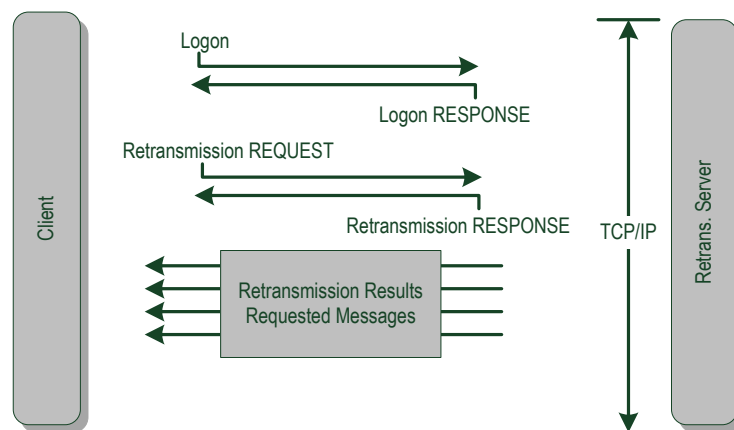 Client
Logon
Logon RESPONSE
Retransmission REQUEST
Retransmission RESPONSE
Retransmission Results
Requested Messages
TCP/IP
Retrans. Server